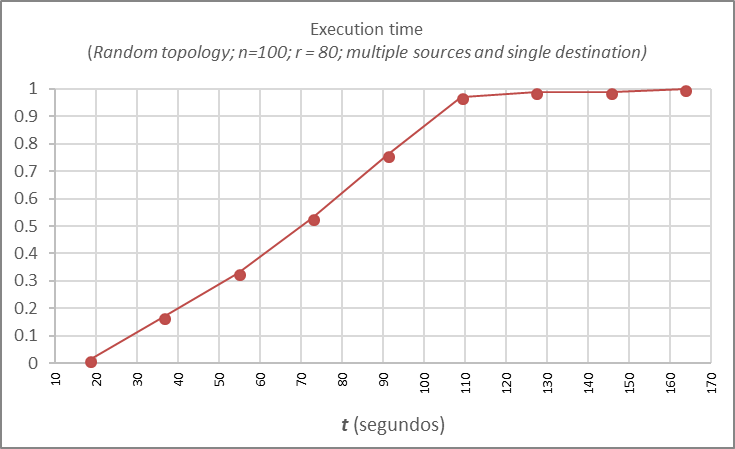 Execution time
(Random topology; n=100; r = 80; multiple sources and single destination)
1
0.9
0.8
0.7
0.6
0.5
0.4
0.3
0.2
0.1
0
10 20 30 40 50 60 70 80 90 100 110 120 130 140 150 160 170
t (segundos)